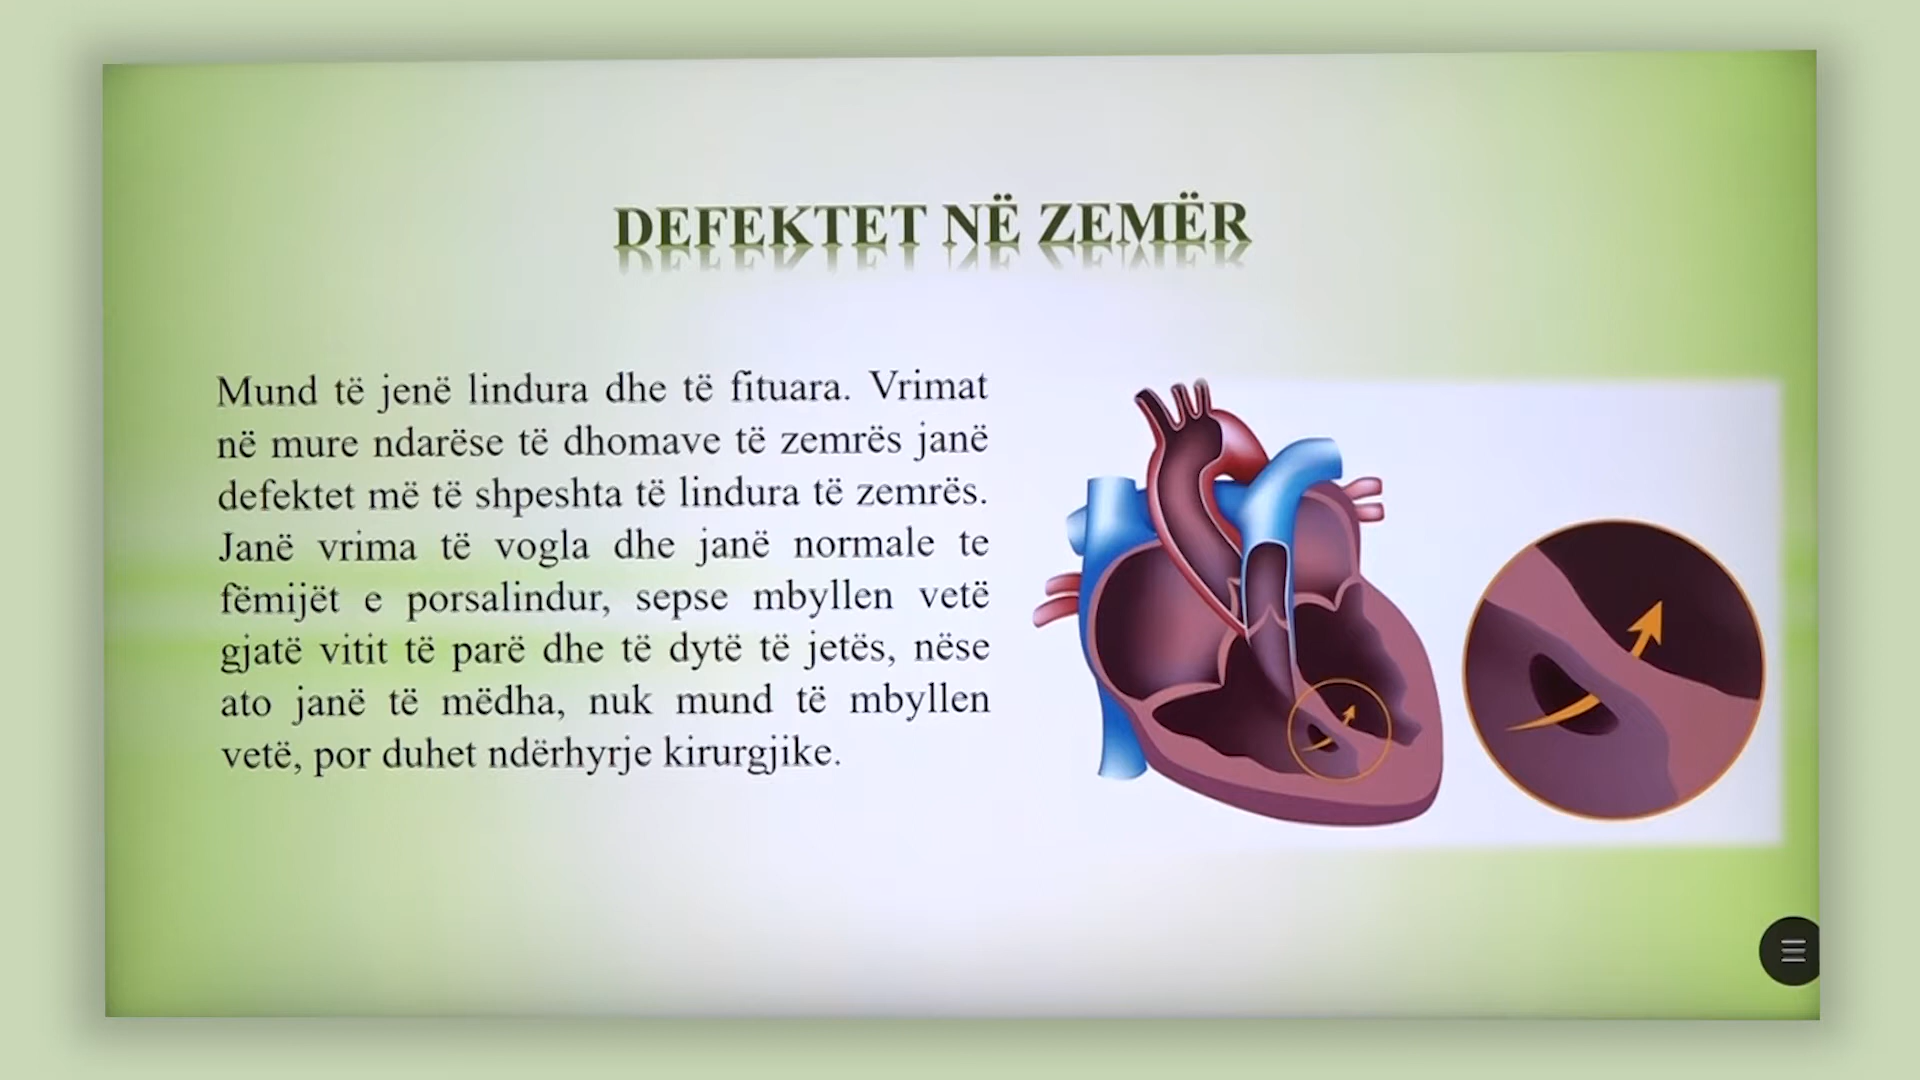 DEFEKTET NË ZEMËR
Mund të jenë lindura dhe të fituara. Vrimat
në mure ndarëse të dhomave të zemrës janë
defektet më të shpeshta të lindura të zemrës.
Janë vrima të vogla dhe janë normale te
fëmijët e porsalindur, sepse mbyllen vetë
gjatë vitit të parë dhe të dytë të jetës, nëse
ato janë të mëdha, nuk mund të mbyllen
vetë, por duhet ndërhyrje kirurgjike.